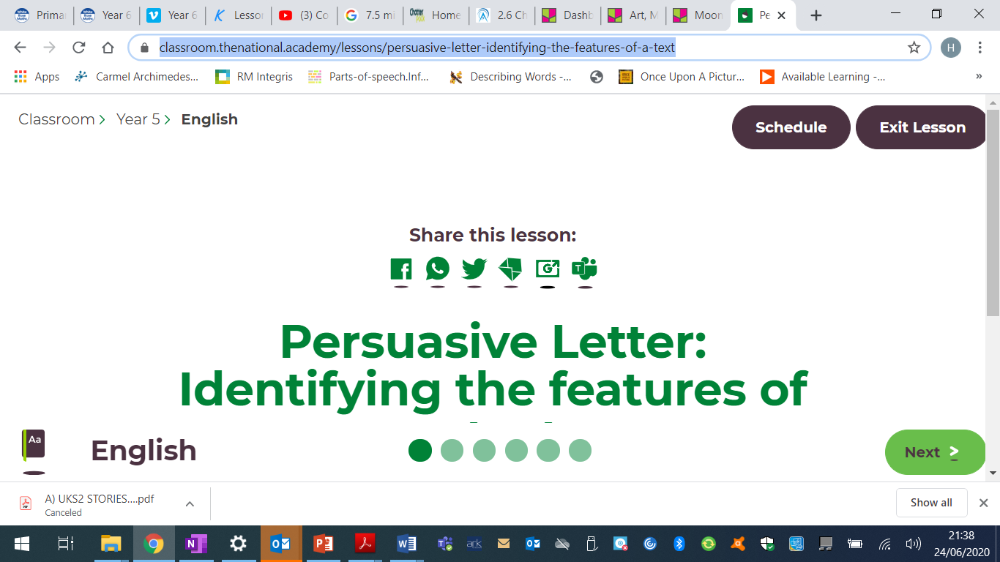 Prima
Year 6
Year 6
Lesson
(3) Co
7.5 mi
Home
2.6 Ch
Dashb
Art, M
Moon
Pe
classroom.thenational.academy/lessons/persuasive-letter-identifying-the-features-of-a-text
H
Apps
Carmel Archimedes...
RM Integris
Parts-of-speech.Inf...
Describing Words -...
Once Upon A Pictur...
Available Learning -...
»
Classroom > Year 5 > English
Schedule
Exit Lesson
Share this lesson:
Persuasive Letter:
Identifying the features of
Aa
English
Next >
A) UKS2 STORIES....pdf
Canceled
Show all
ark
21:38
24/06/2020